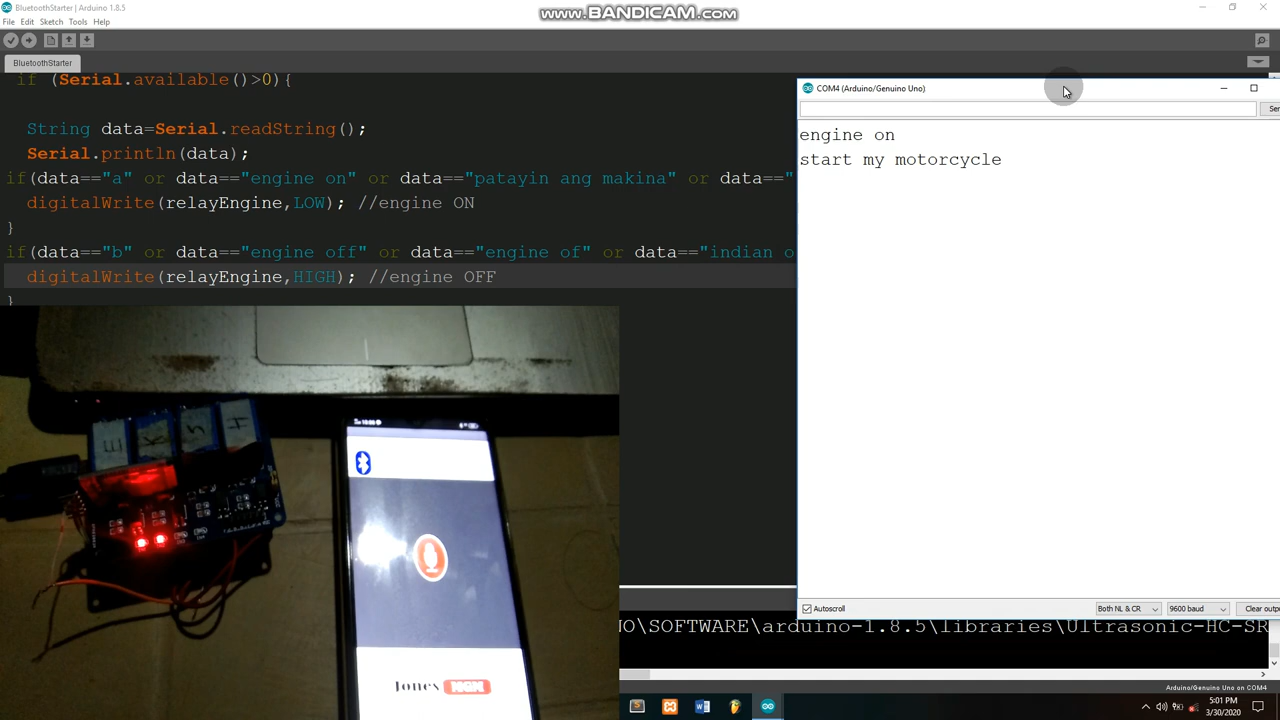 BluetoothStarter | Arduino 1.8.5
www.BANDICAM.com
File Edit Sketch Tools Help
BluetoothStarter
if (Serial.available()>0){
String data=Serial.readString();
Serial.println(data);
if(data=="a" or data=="engine on" or data=="patayin ang makina" or data=="
digitalWrite(relayEngine,LOW); //engine ON
}
if(data=="b" or data=="engine off" or data=="engine of" or data=="indian o
digitalWrite(relayEngine,HIGH); //engine OFF
}
COM4 (Arduino/Genuino Uno)
Ser
engine on
start my motorcycle
Autoscroll
Both NL & CR
9600 baud
Clear outpu
E K S H
Jones
NO\SOFTWARE\arduino-1.8.5\libraries\Ultrasonic-HC-SR
Arduino/Genuino Uno on COM4
5:01 PM
3/30/2020